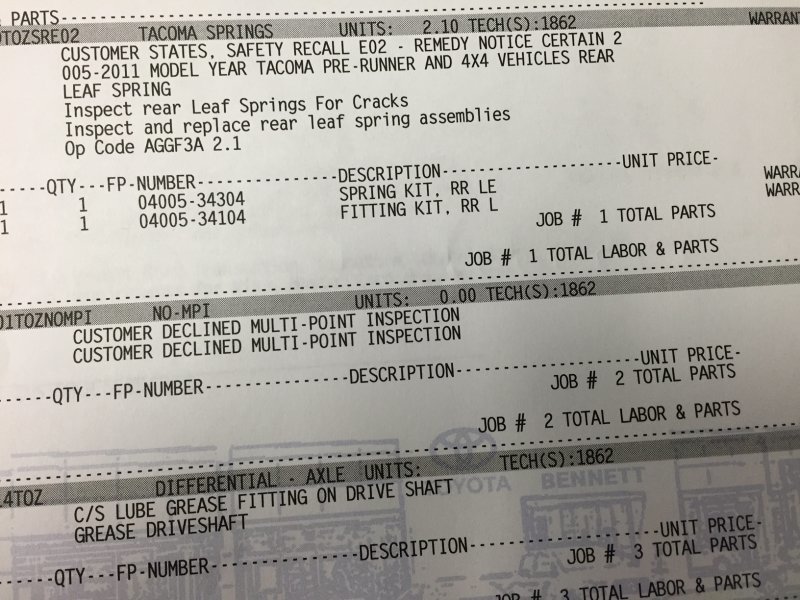 PARTS------------------------------------------------
OTOZSRE02 TACOMA SPRINGS UNITS: 2.10 TECH(S):1862 WARRANT
CUSTOMER STATES, SAFETY RECALL E02 - REMEDY NOTICE CERTAIN 2
005-2011 MODEL YEAR TACOMA PRE-RUNNER AND 4X4 VEHICLES REAR
LEAF SPRING
Inspect rear Leaf Springs For Cracks
Inspect and replace rear leaf spring assemblies
Op Code AGGF3A 2.1
-----QTY---FP-NUMBER---------------DESCRIPTION--------------------UNIT PRICE-
1 1 04005-34304 SPRING KIT, RR LE WARRA
1 1 04005-34104 FITTING KIT, RR L WARR
JOB # 1 TOTAL PARTS
JOB # 1 TOTAL LABOR & PARTS
01TOZNOMPI NO-MPI UNITS: 0.00 TECH(S):1862
CUSTOMER DECLINED MULTI-POINT INSPECTION
CUSTOMER DECLINED MULTI-POINT INSPECTION
------QTY---FP-NUMBER---------------DESCRIPTION--------------------UNIT PRICE-
JOB # 2 TOTAL PARTS
JOB # 2 TOTAL LABOR & PARTS
TOYOTA BENNETT
L4TOZ DIFFERENTIAL - AXLE UNITS: TECH(S):1862
C/S LUBE GREASE FITTING ON DRIVE SHAFT
GREASE DRIVESHAFT
------QTY---FP-NUMBER---------------DESCRIPTION--------------------UNIT PRICE-
JOB # 3 TOTAL PARTS
JOB # 3 TOTAL LABOR & PARTS